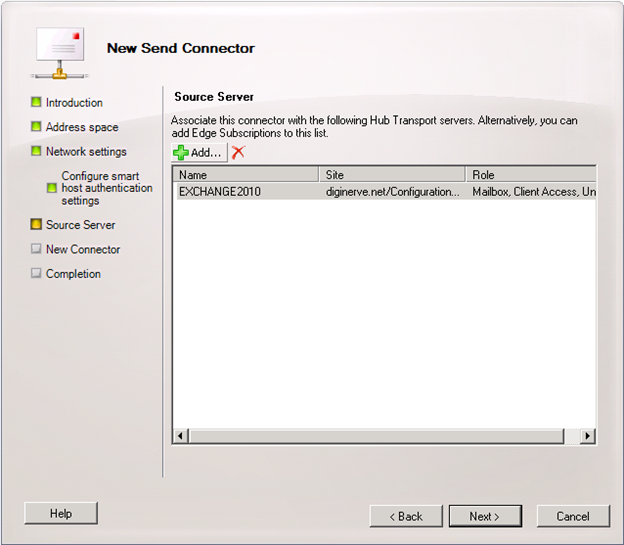 New Send Connector
Introduction
Address space
Network settings
Configure smart
host authentication
settings
Source Server
New Connector
Completion
Source Server
Associate this connector with the following Hub Transport servers. Alternatively, you can
add Edge Subscriptions to this list.
Add...
Name Site Role
EXCHANGE2010 diginerve.net/Configuration... Mailbox, Client Access, Un
Help < Back Next > Cancel